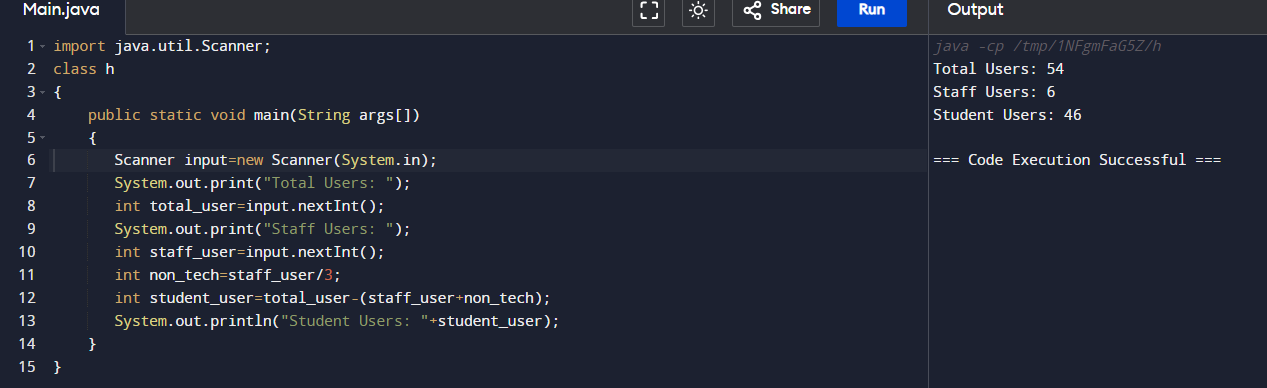 Main.java
Share
Run
Output
1 import java.util.Scanner;
2 class h
3 {
4 public static void main(String args[])
5 {
6 Scanner input=new Scanner(System.in);
7 System.out.print("Total Users: ");
8 int total_user=input.nextInt();
9 System.out.print("Staff Users: ");
10 int staff_user=input.nextInt();
11 int non_tech=staff_user/3;
12 int student_user=total_user-(staff_user+non_tech);
13 System.out.println("Student Users: "+student_user);
14 }
15 }
java -cp /tmp/1NFgmFaG5Z/h
Total Users: 54
Staff Users: 6
Student Users: 46
=== Code Execution Successful ===